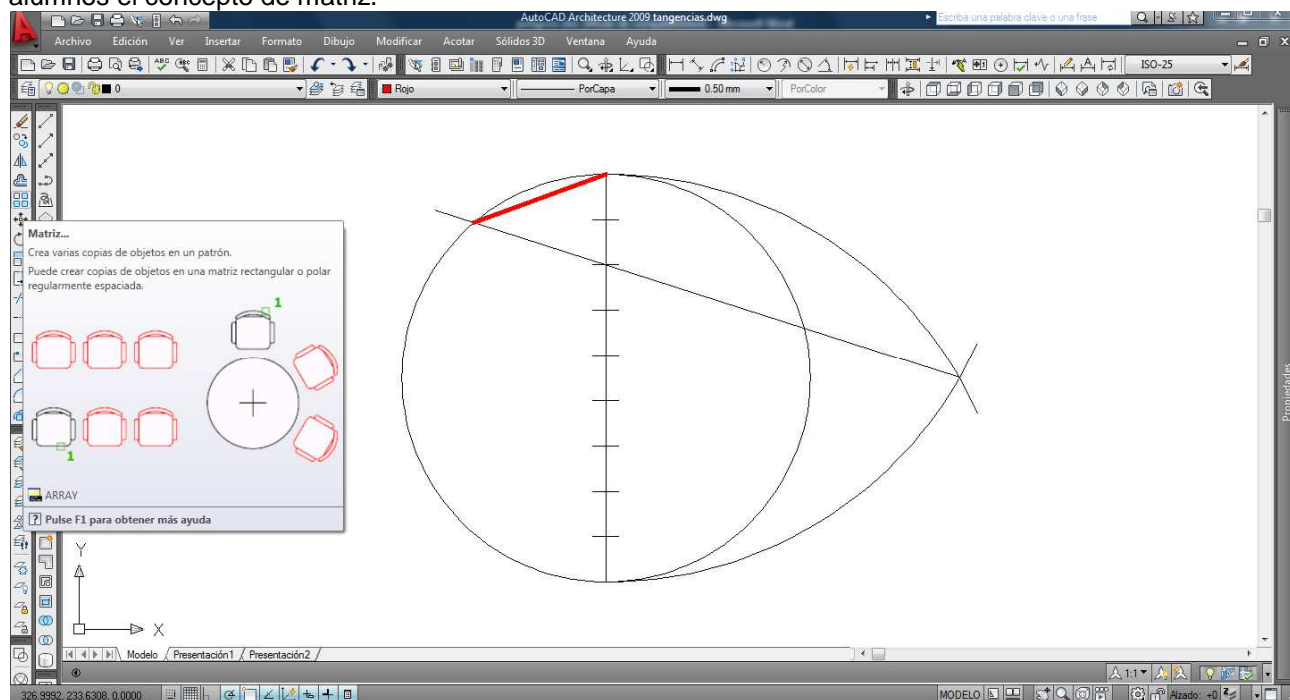 alumnos el concepto de matriz.
AutoCAD Architecture 2009 tangencias.dwg
Escriba una palabra clave o una frase
Archivo Edición Ver Insertar Formato Dibujo Modificar Acotar Sólidos 3D Ventana Ayuda
ISO-25
0
Rojo
PorCapa
0.50 mm
PorColor
Matriz...
Crea varias copias de objetos en un patrón.
Puede crear copias de objetos en una matriz rectangular o polar
regularmente espaciada.
1
1
ARRAY
Pulse F1 para obtener más ayuda
Propiedades
Y
X
Modelo Presentación1 Presentación2
1:1
326.9992, 233.6308, 0.0000
MODELO
Alzado: +0